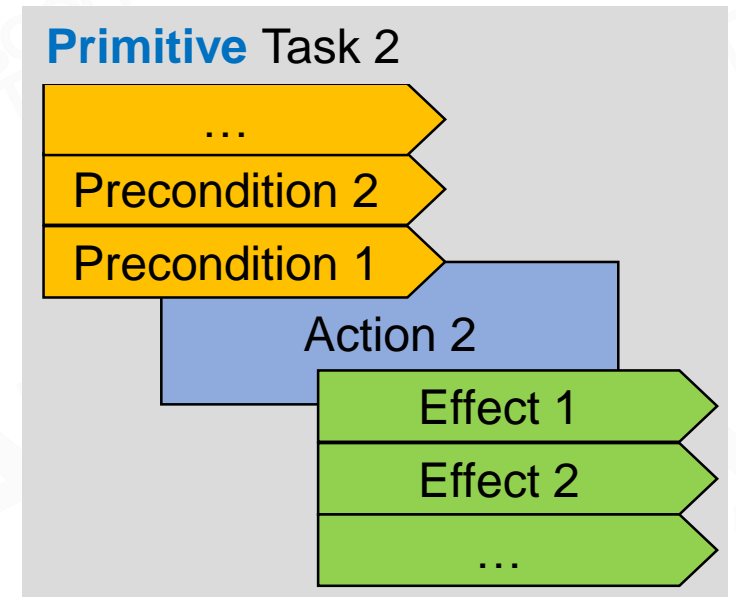 Primitive Task 2
…
Precondition 2
Precondition 1
Action 2
Effect 1
Effect 2
…